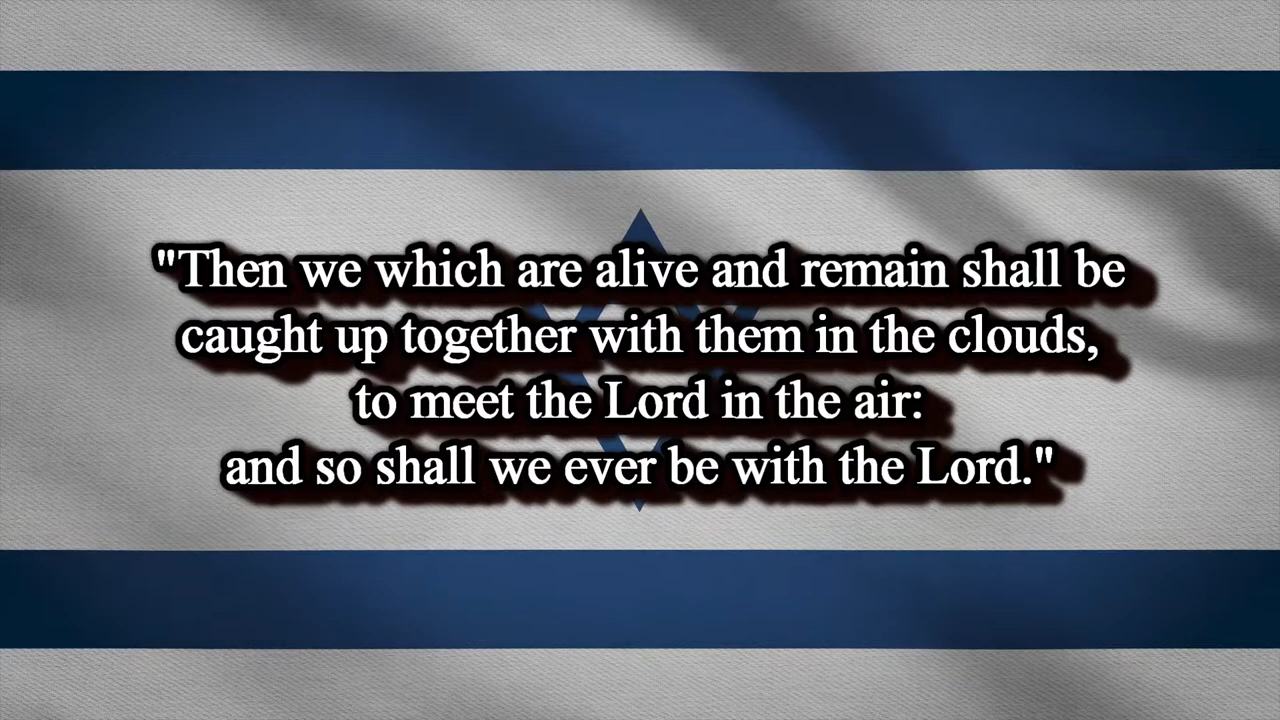 "Then we which are alive and remain shall be
caught up together with them in the clouds,
to meet the Lord in the air:
and so shall we ever be with the Lord."